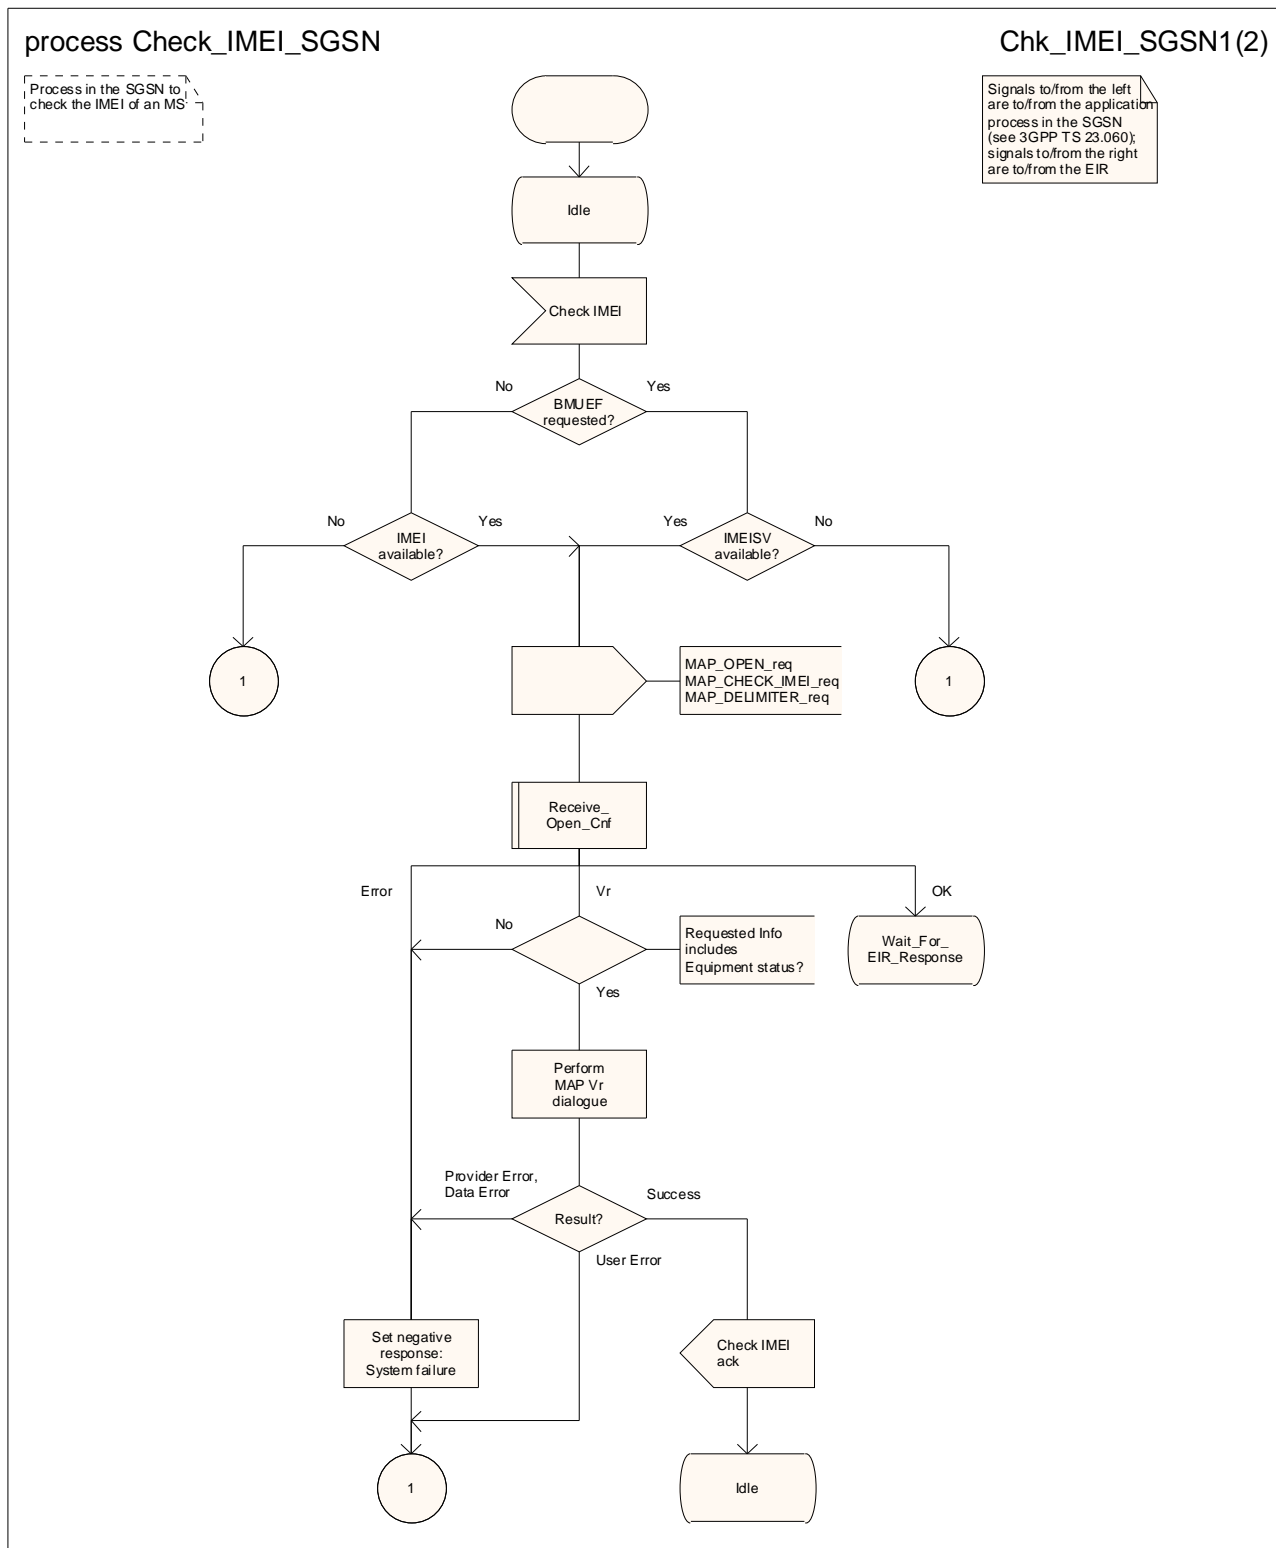 process Check_IMEI_SGSN
Chk_IMEI_SGSN1(2)
Process in the SGSN to
check the IMEI of an MS
Signals to/from the left
are to/from the application
process in the SGSN
(see 3GPP TS 23.060);
signals to/from the right
are to/from the EIR
Idle
Check IMEI
No
Yes
BMUEF
requested?
No
Yes
Yes
No
IMEI
available?
IMEISV
available?
1
MAP_OPEN_req
MAP_CHECK_IMEI_req
MAP_DELIMITER_req
1
Receive_
Open_Cnf
Error
Vr
OK
No
Requested Info
includes
Equipment status?
Wait_For_
EIR_Response
Yes
Perform
MAP Vr
dialogue
Provider Error,
Data Error
Success
Result?
User Error
Set negative
response:
System failure
Check IMEI
ack
1
Idle